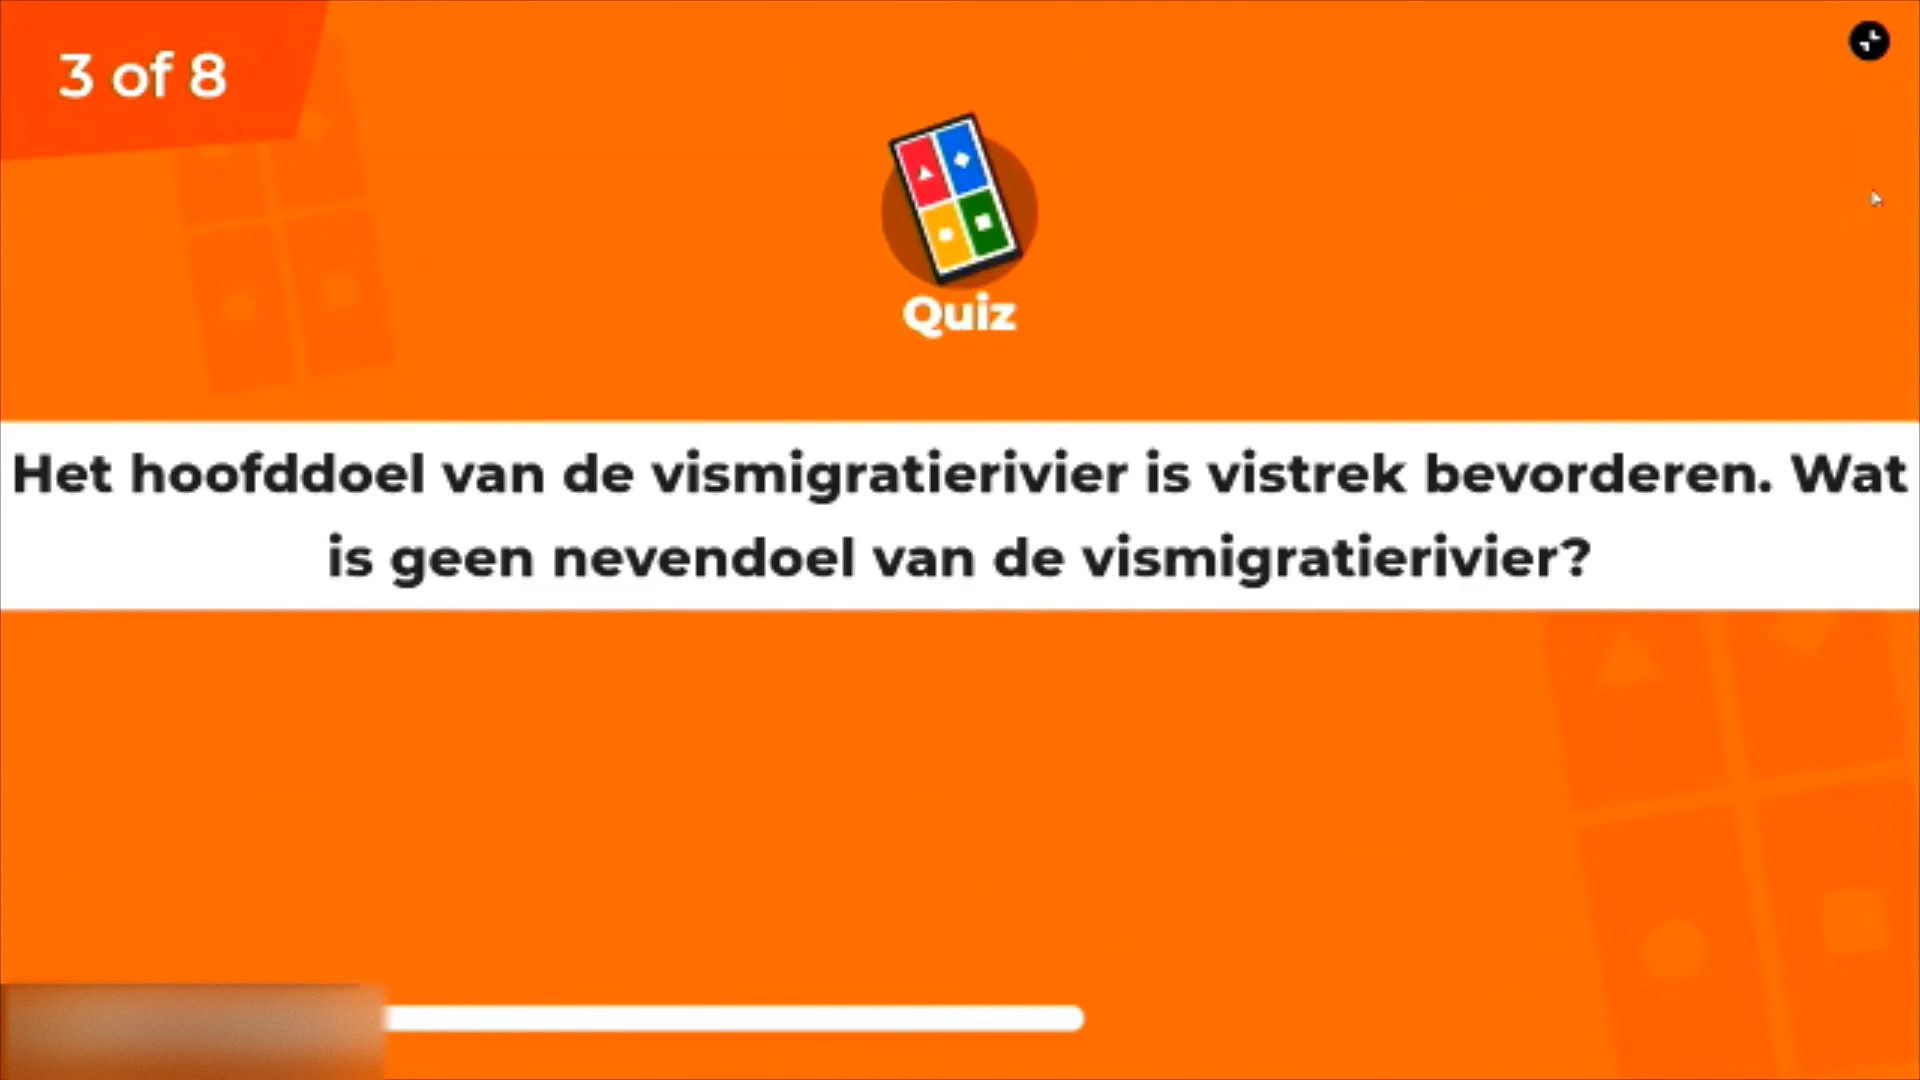 3 of 8
Quiz
Het hoofddoel van de vismigratierivier is vistrek bevorderen. Wat
is geen nevendoel van de vismigratierivier?